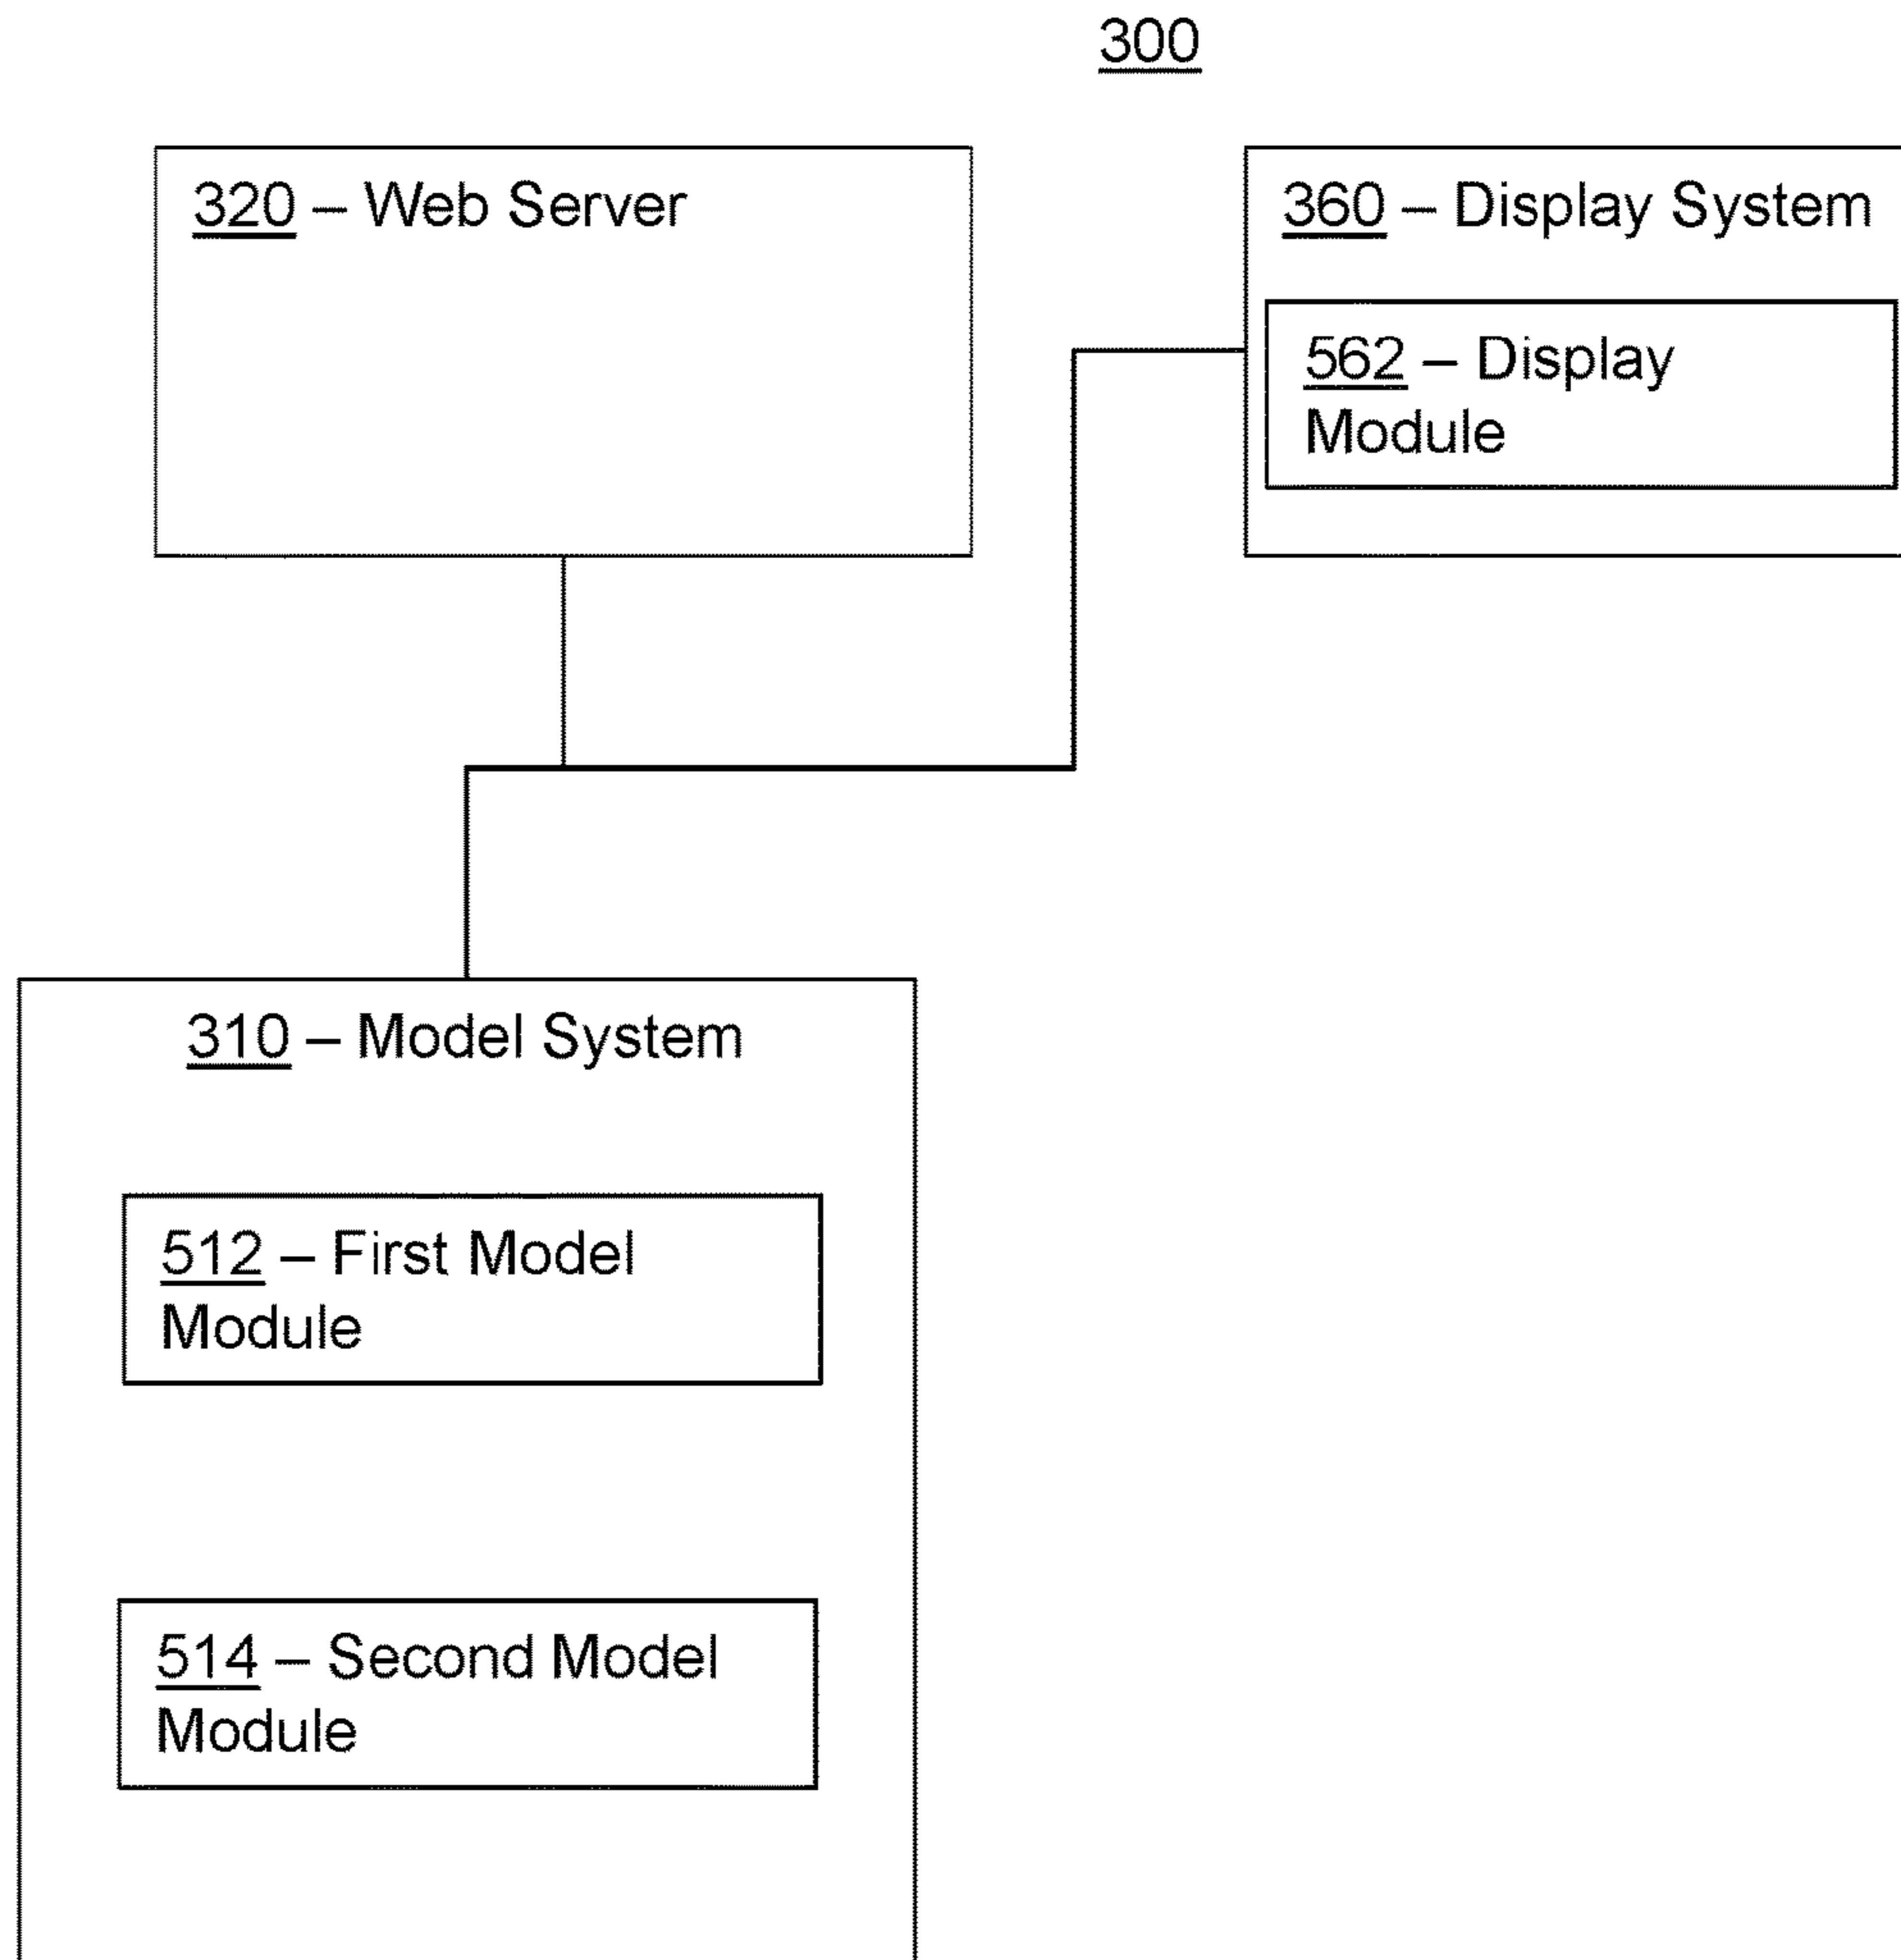 300
320 – Web Server
360 – Display System
562 – Display
Module
310 – Model System
512 – First Model
Module
514 – Second Model
Module